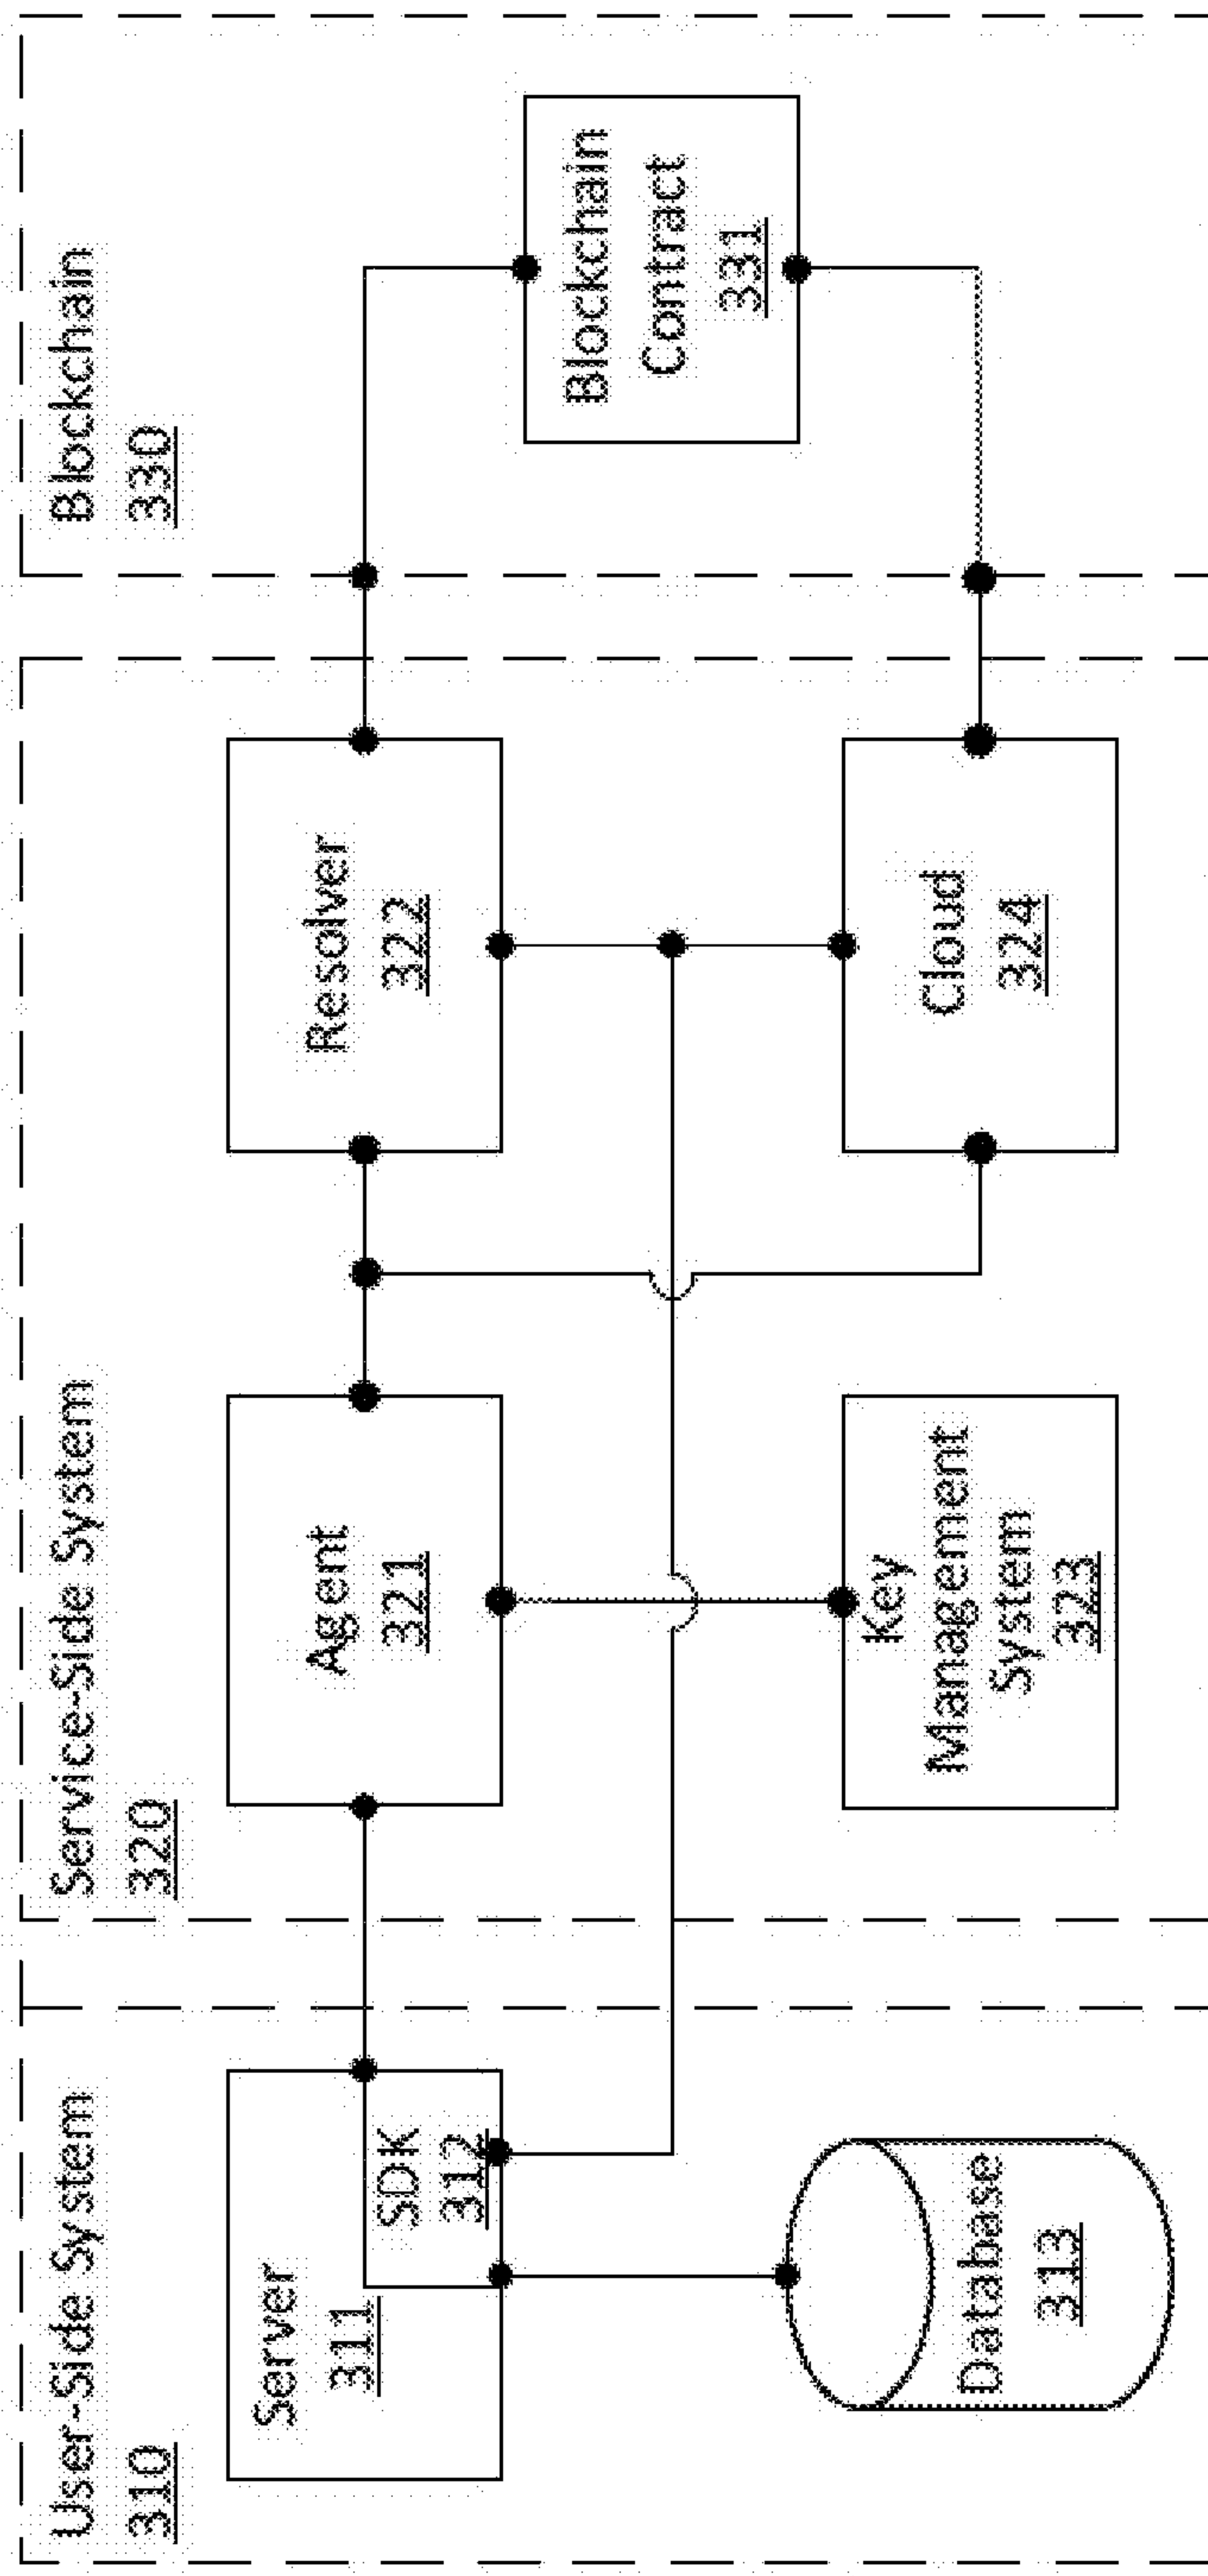 User-Side System
310
Server
311
SDK
312
Database
313
Service-Side System
320
Agent
321
Resolver
322
Key
Management
System
323
Cloud
324
Blockchain
330
Blockchain
Contract
331